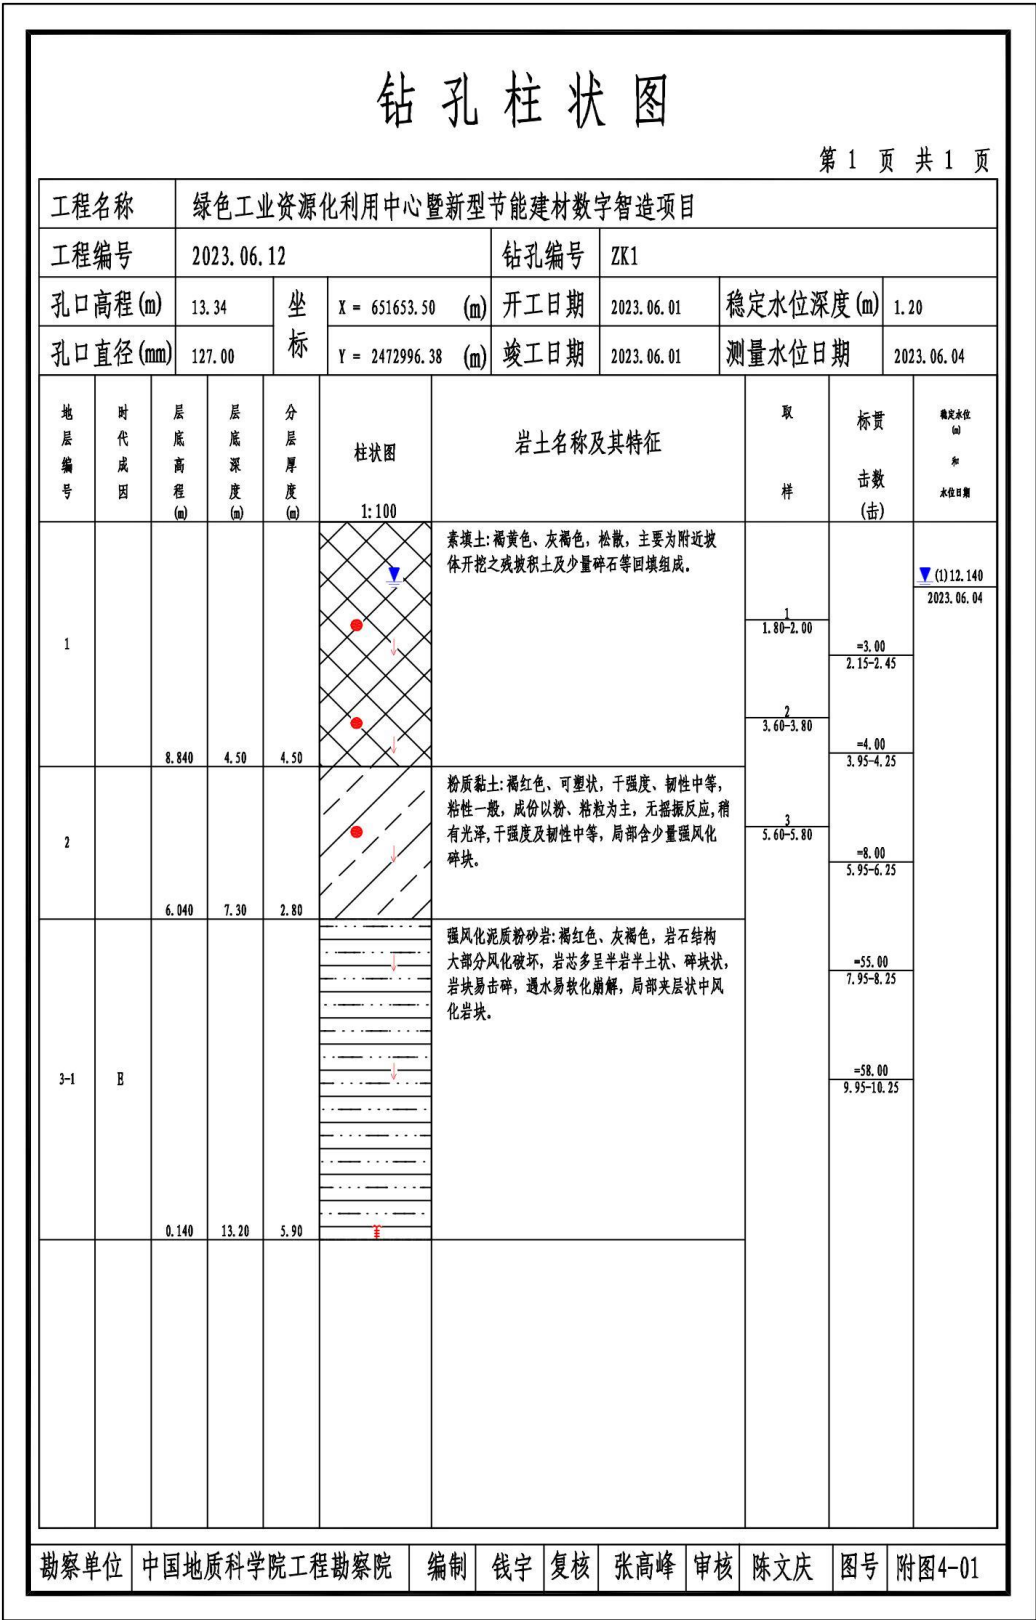 钻孔柱状图
第 1 页 共 1 页
工程名称 绿色工业资源化利用中心暨新型节能建材数字智造项目
工程编号 2023.06.12 钻孔编号 ZK1
孔口高程(m) 13.34 坐标 X = 651653.50 (m) 开工日期 2023.06.01 稳定水位深度(m) 1.20
孔口直径(mm) 127.00 Y = 2472996.38 (m) 竣工日期 2023.06.01 测量水位日期 2023.06.04
地层编号 时代成因 层底高程(m) 层底深度(m) 分层厚度(m) 柱状图 1:100 岩土名称及其特征 取样 标贯击数(击) 稳定水位(m)和水位日期
素填土:褐黄色、灰褐色，松散，主要为附近坡
体开挖之残坡积土及少量碎石等回填组成。
(1)12.140
2023.06.04
1
1.80-2.00
1
=3.00
2.15-2.45
2
3.60-3.80
=4.00
3.95-4.25
8.840 4.50 4.50
粉质黏土:褐红色、可塑状，干强度、韧性中等，
粘性一般，成份以粉、粘粒为主，无摇振反应,稍
有光泽,干强度及韧性中等，局部含少量强风化
碎块。
3
5.60-5.80
2
=8.00
5.95-6.25
6.040 7.30 2.80
强风化泥质粉砂岩:褐红色、灰褐色，岩石结构
大部分风化破坏，岩芯多呈半岩半土状、碎块状，
岩块易击碎，遇水易软化崩解，局部夹层状中风
化岩块。
=55.00
7.95-8.25
3-1 E
=58.00
9.95-10.25
0.140 13.20 5.90
勘察单位 中国地质科学院工程勘察院 编制 钱宇 复核 张高峰 审核 陈文庆 图号 附图4-01